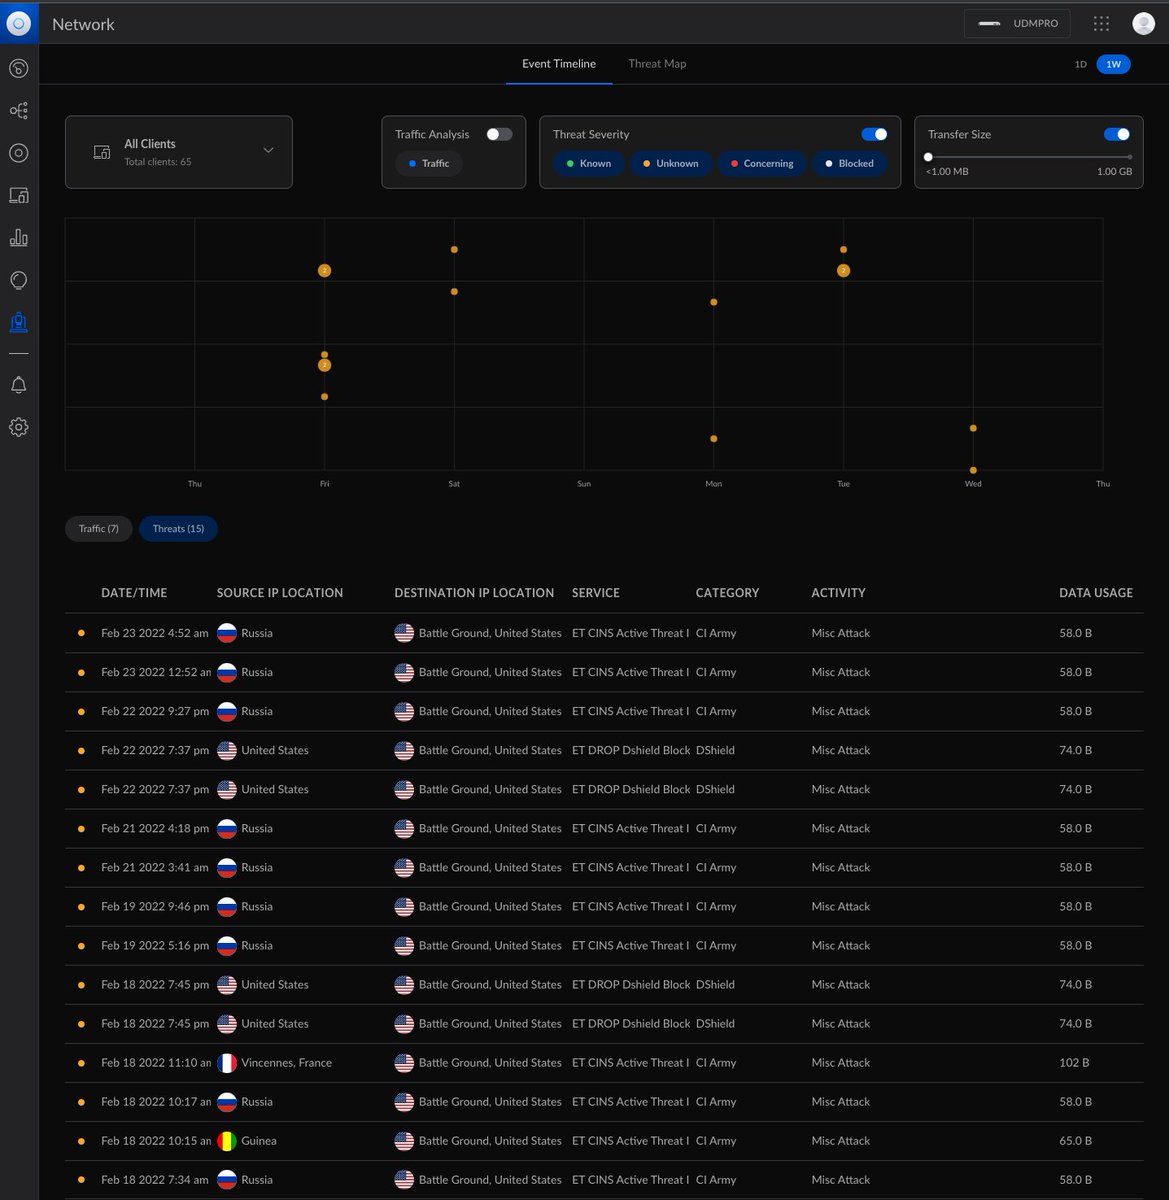 Network
UDMPRO
Event Timeline
Threat Map
1D
1W
All Clients
Total clients: 65
Traffic Analysis
Traffic
Threat Severity
Known
Unknown
Concerning
Blocked
Transfer Size
<1.00 MB
1.00 GB
2
2
2
Thu
Fri
Sat
Sun
Mon
Tue
Wed
Thu
Traffic (7)
Threats (15)
DATE/TIME SOURCE IP LOCATION DESTINATION IP LOCATION SERVICE CATEGORY ACTIVITY DATA USAGE
Feb 23 2022 4:52 am Russia Battle Ground, United States ET CINS Active Threat I CI Army Misc Attack 58.0 B
Feb 23 2022 12:52 am Russia Battle Ground, United States ET CINS Active Threat I CI Army Misc Attack 58.0 B
Feb 22 2022 9:27 pm Russia Battle Ground, United States ET CINS Active Threat I CI Army Misc Attack 58.0 B
Feb 22 2022 7:37 pm United States Battle Ground, United States ET DROP Dshield Block DShield Misc Attack 74.0 B
Feb 22 2022 7:37 pm United States Battle Ground, United States ET DROP Dshield Block DShield Misc Attack 74.0 B
Feb 21 2022 4:18 pm Russia Battle Ground, United States ET CINS Active Threat I CI Army Misc Attack 58.0 B
Feb 21 2022 3:41 am Russia Battle Ground, United States ET CINS Active Threat I CI Army Misc Attack 58.0 B
Feb 19 2022 9:46 pm Russia Battle Ground, United States ET CINS Active Threat I CI Army Misc Attack 58.0 B
Feb 19 2022 5:16 pm Russia Battle Ground, United States ET CINS Active Threat I CI Army Misc Attack 58.0 B
Feb 18 2022 7:45 pm United States Battle Ground, United States ET DROP Dshield Block DShield Misc Attack 74.0 B
Feb 18 2022 7:45 pm United States Battle Ground, United States ET DROP Dshield Block DShield Misc Attack 74.0 B
Feb 18 2022 11:10 am Vincennes, France Battle Ground, United States ET CINS Active Threat I CI Army Misc Attack 102 B
Feb 18 2022 10:17 am Russia Battle Ground, United States ET CINS Active Threat I CI Army Misc Attack 58.0 B
Feb 18 2022 10:15 am Guinea Battle Ground, United States ET CINS Active Threat I CI Army Misc Attack 65.0 B
Feb 18 2022 7:34 am Russia Battle Ground, United States ET CINS Active Threat I CI Army Misc Attack 58.0 B